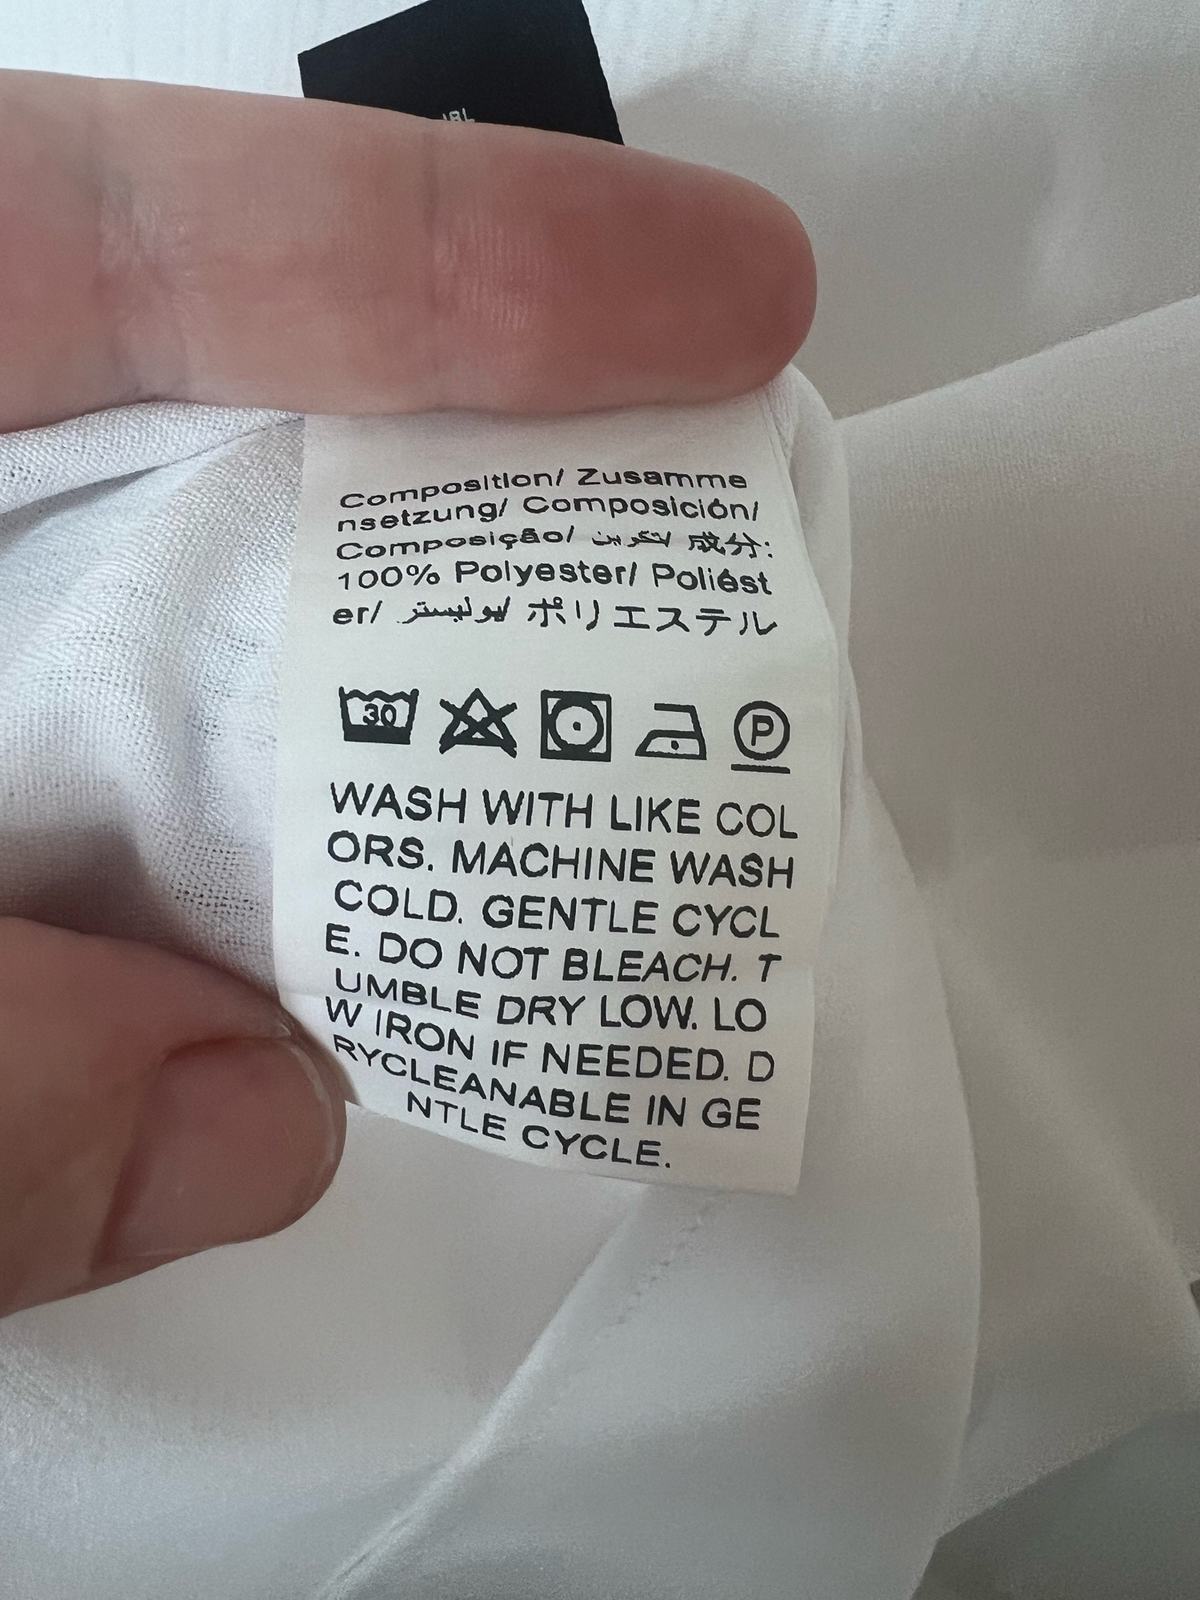 Composition/ Zusamme
nsetzung/ Composición/
Composição/ تكوين/ 成分:
100% Polyester/ Poliést
er/ بوليستر/ ポリエステル
30
P
WASH WITH LIKE COL
ORS. MACHINE WASH
COLD. GENTLE CYCL
E. DO NOT BLEACH. T
UMBLE DRY LOW. LO
W IRON IF NEEDED. D
RYCLEANABLE IN GE
NTLE CYCLE.